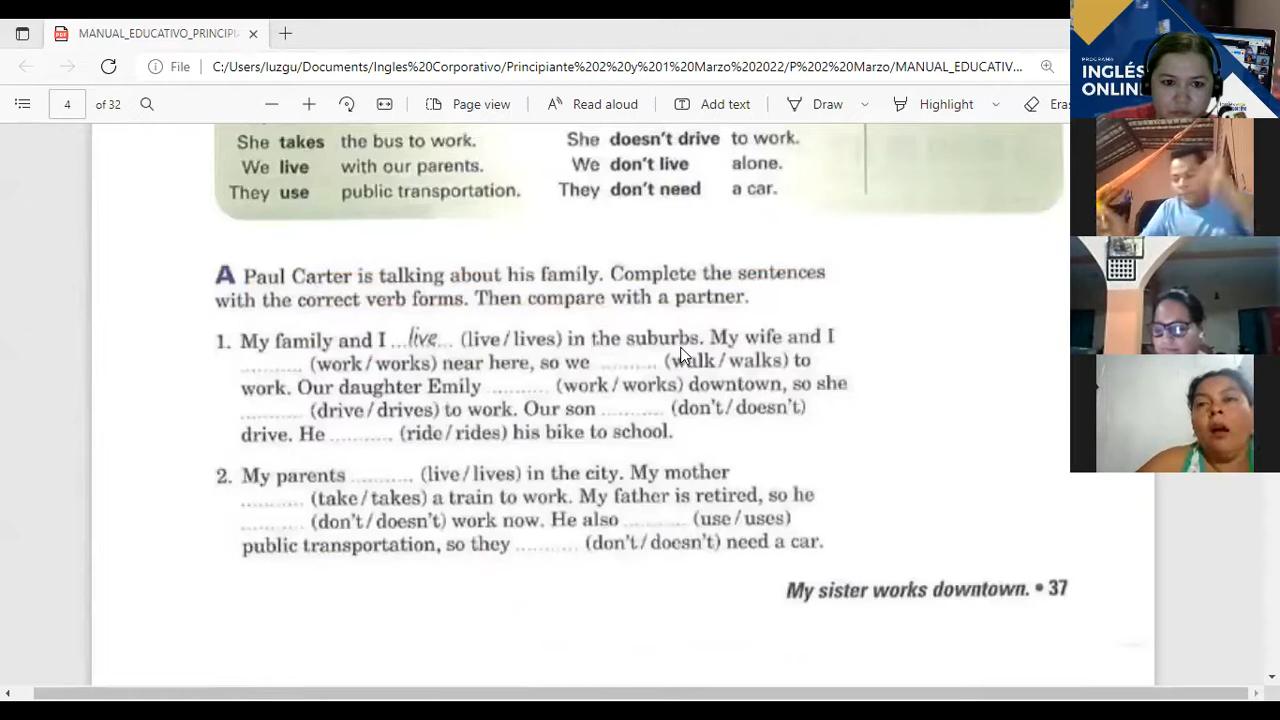 MANUAL_EDUCATIVO_PRINCIPI
File
C:/Users/luzgu/Documents/Ingles%20Corporativo/Principiante%202%20y%201%20Marzo%2022/P%202%20Marzo/MANUAL_EDUCATIV...
4 of 32
Page view
Read aloud
Add text
Draw
Highlight
Eras
PROGRAMA
INGLÉS
ONLINE
She takes the bus to work. She doesn't drive to work.
We live with our parents. We don't live alone.
They use public transportation. They don't need a car.
A Paul Carter is talking about his family. Complete the sentences
with the correct verb forms. Then compare with a partner.
1. My family and I ...live... (live/lives) in the suburbs. My wife and I
.......... (work/works) near here, so we .......... (walk/walks) to
work. Our daughter Emily .......... (work/works) downtown, so she
.......... (drive/drives) to work. Our son .......... (don't/doesn't)
drive. He .......... (ride/rides) his bike to school.
2. My parents .......... (live/lives) in the city. My mother
.......... (take/takes) a train to work. My father is retired, so he
.......... (don't/doesn't) work now. He also .......... (use/uses)
public transportation, so they .......... (don't/doesn't) need a car.
My sister works downtown. • 37